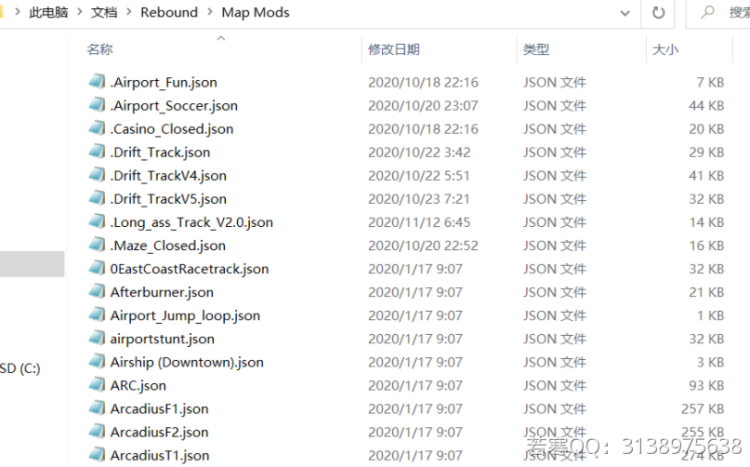 此电脑 > 文档 > Rebound > Map Mods 搜索
名称 修改日期 类型 大小
.Airport_Fun.json 2020/10/18 22:16 JSON 文件 7 KB
.Airport_Soccer.json 2020/10/20 23:07 JSON 文件 44 KB
.Casino_Closed.json 2020/10/18 22:16 JSON 文件 20 KB
.Drift_Track.json 2020/10/22 3:42 JSON 文件 29 KB
.Drift_TrackV4.json 2020/10/22 5:51 JSON 文件 41 KB
.Drift_TrackV5.json 2020/10/23 7:21 JSON 文件 32 KB
.Long_ass_Track_V2.0.json 2020/11/12 6:45 JSON 文件 14 KB
.Maze_Closed.json 2020/10/20 22:52 JSON 文件 16 KB
0EastCoastRacetrack.json 2020/1/17 9:07 JSON 文件 32 KB
Afterburner.json 2020/1/17 9:07 JSON 文件 21 KB
Airport_Jump_loop.json 2020/1/17 9:07 JSON 文件 1 KB
airportstunt.json 2020/1/17 9:07 JSON 文件 32 KB
SD (C:) Airship (Downtown).json 2020/1/17 9:07 JSON 文件 3 KB
ARC.json 2020/1/17 9:07 JSON 文件 93 KB
ArcadiusF1.json 2020/1/17 9:07 JSON 文件 257 KB
ArcadiusF2.json 2020/1/17 9:07 JSON 文件 255 KB
若寒QQ：3138975638
ArcadiusT1.json 2020/1/17 9:07 JSON 文件 274 KB